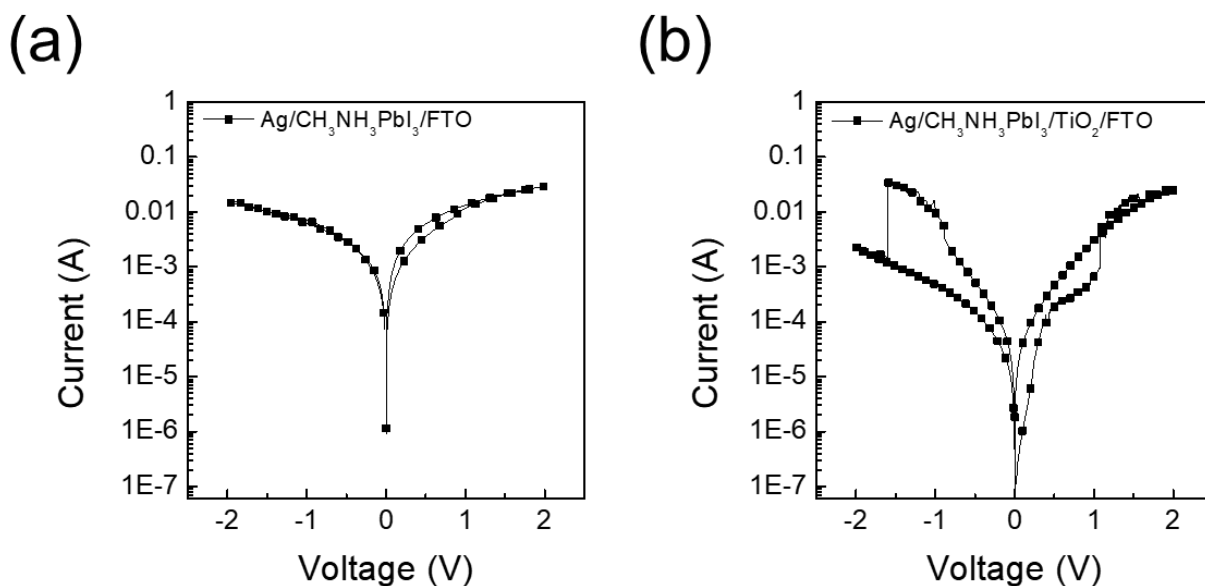 (a)
Ag/CH₃NH₃PbI₃/FTO
1
0.1
0.01
1E-3
1E-4
1E-5
1E-6
1E-7
Current (A)
-2 -1 0 1 2
Voltage (V)
(b)
Ag/CH₃NH₃PbI₃/TiO₂/FTO
1
0.1
0.01
1E-3
1E-4
1E-5
1E-6
1E-7
Current (A)
-2 -1 0 1 2
Voltage (V)